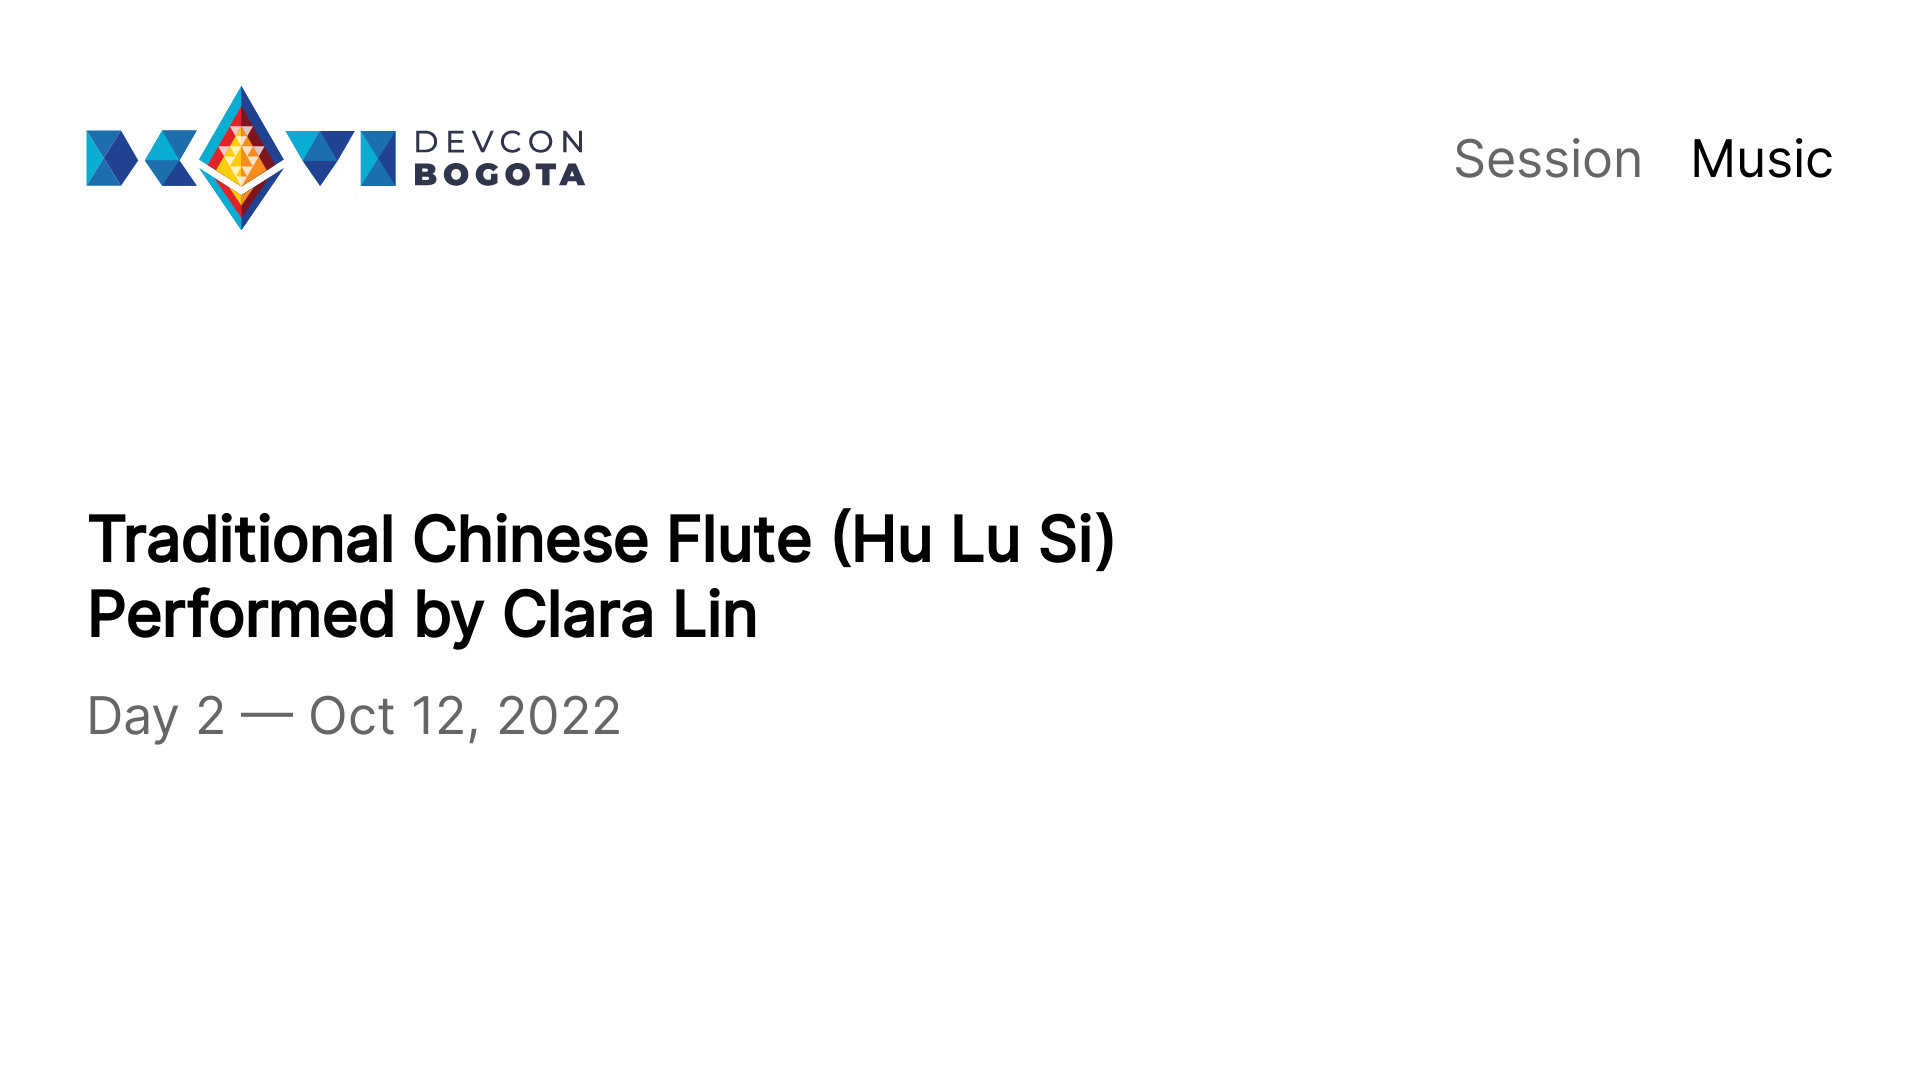 DEVCON
BOGOTA
Session Music
Traditional Chinese Flute (Hu Lu Si)
Performed by Clara Lin
Day 2 — Oct 12, 2022